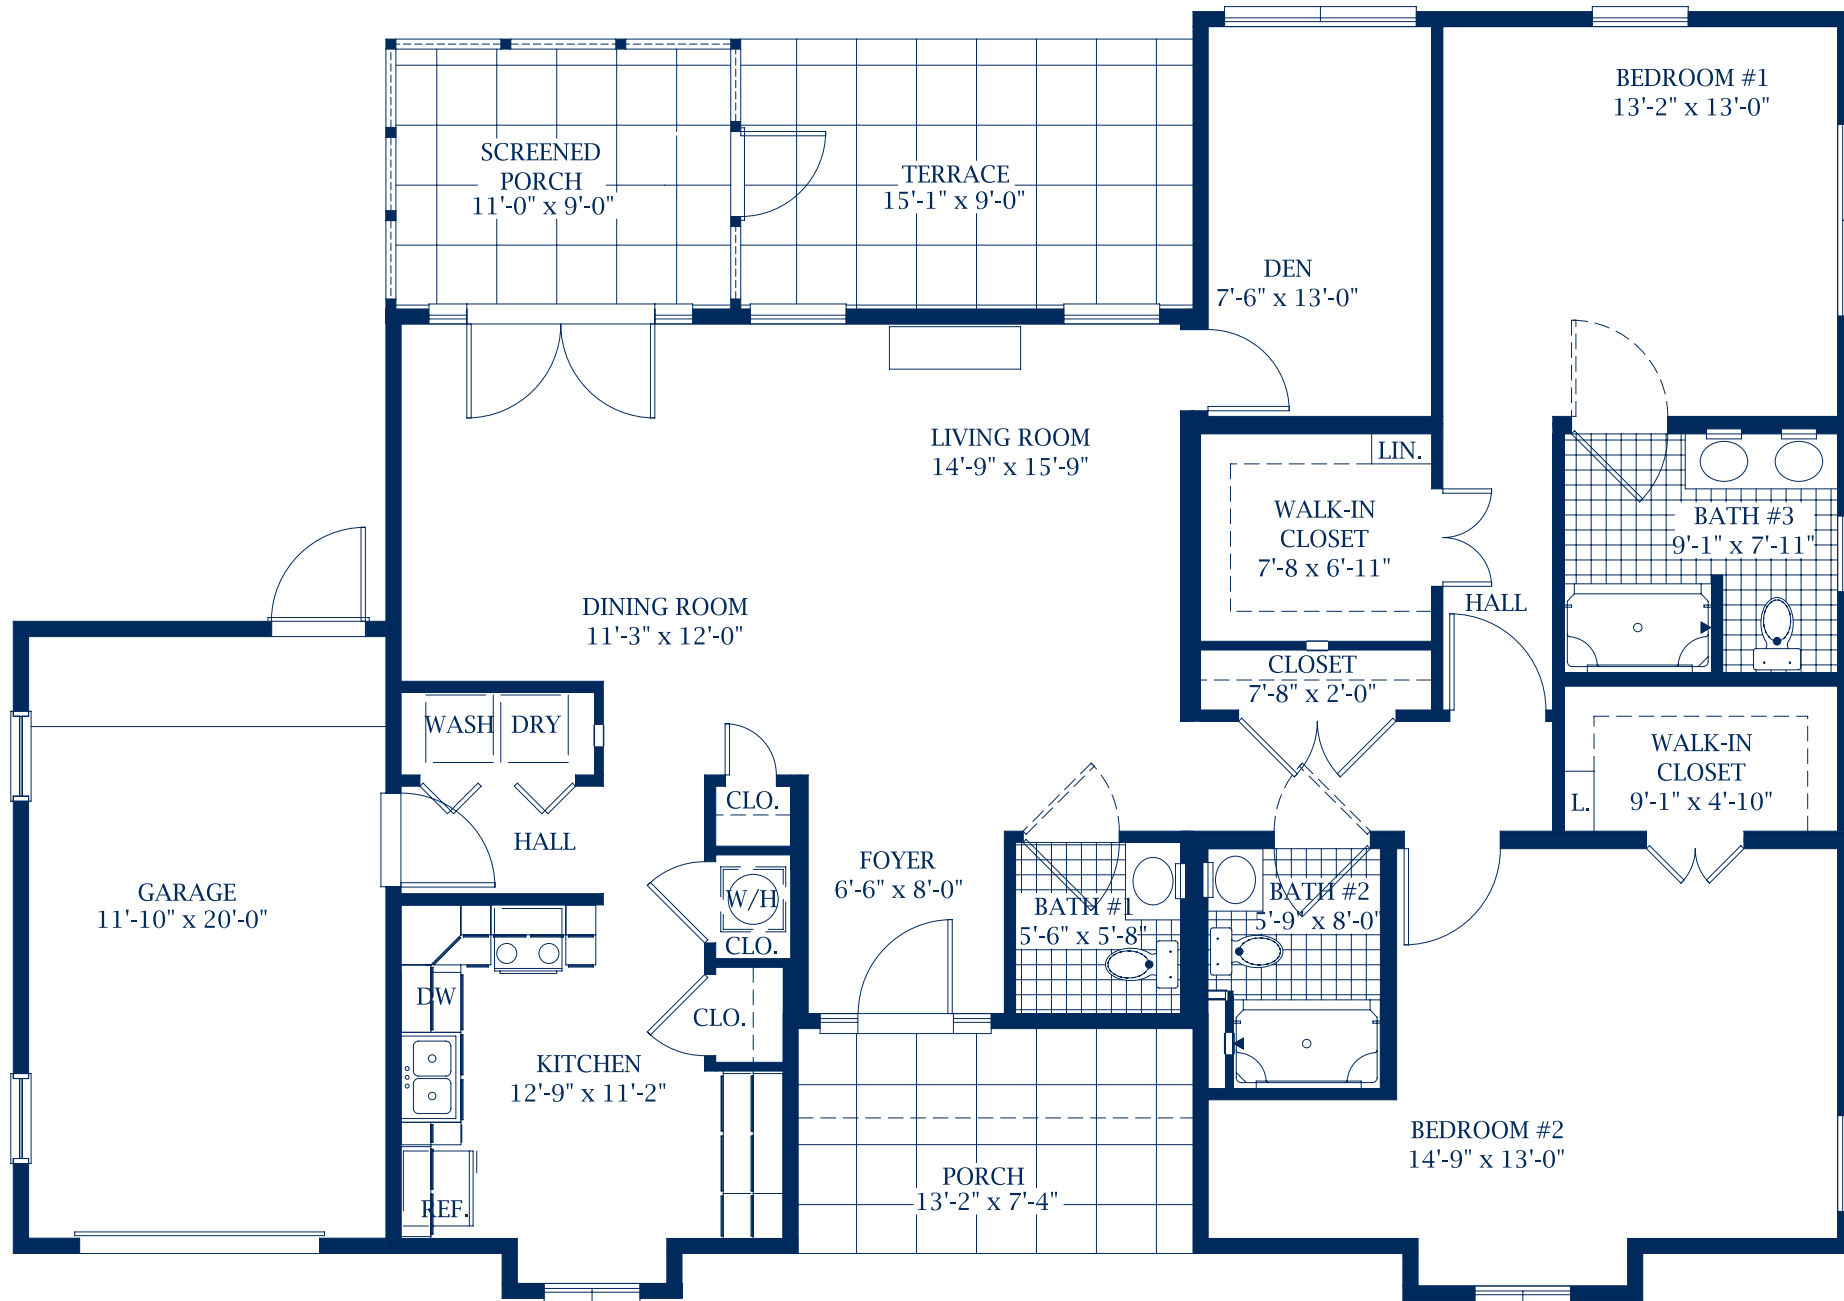 BEDROOM #1
13'-2" x 13'-0"
SCREENED
PORCH
11'-0" x 9'-0"
TERRACE
15'-1" x 9'-0"
DEN
7'-6" x 13'-0"
LIVING ROOM
14'-9" x 15'-9"
LIN.
WALK-IN
CLOSET
7'-8 x 6'-11"
BATH #3
9'-1" x 7'-11"
HALL
DINING ROOM
11'-3" x 12'-0"
CLOSET
7'-8" x 2'-0"
WASH
DRY
WALK-IN
CLOSET
9'-1" x 4'-10"
L.
CLO.
HALL
FOYER
6'-6" x 8'-0"
GARAGE
11'-10" x 20'-0"
W/H
CLO.
BATH #1
5'-6" x 5'-8"
BATH #2
5'-9" x 8'-0"
DW
CLO.
KITCHEN
12'-9" x 11'-2"
BEDROOM #2
14'-9" x 13'-0"
PORCH
13'-2" x 7'-4"
REF.